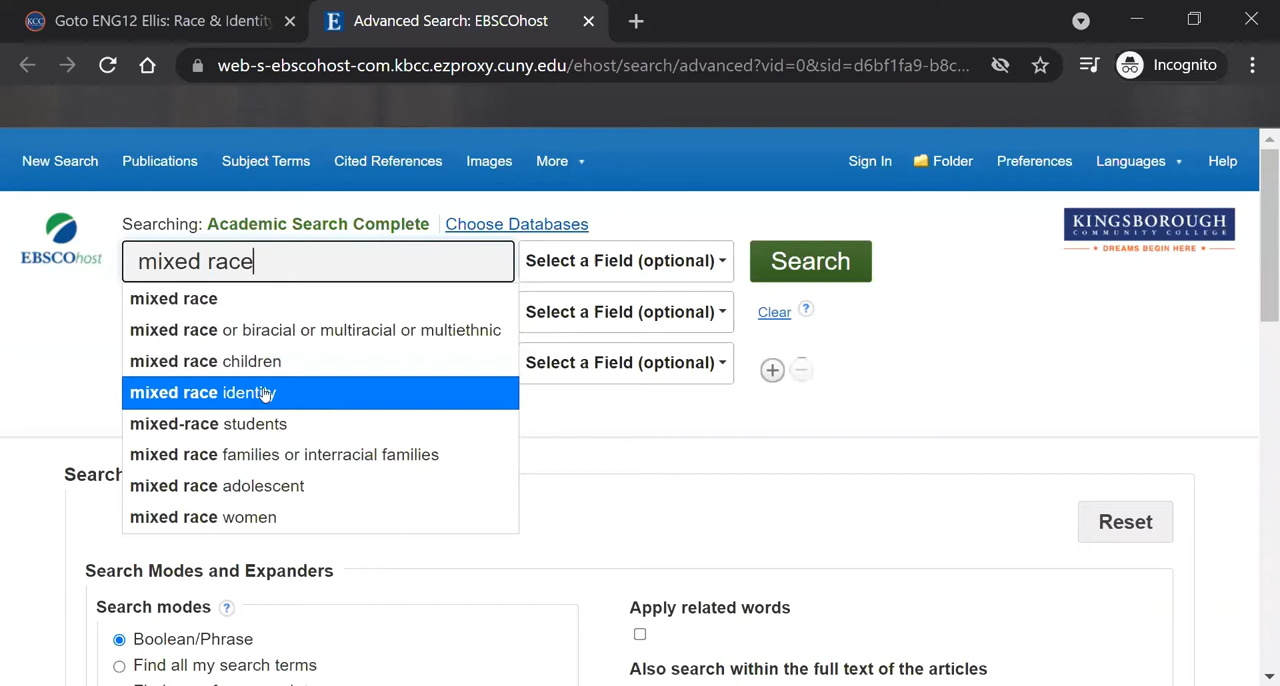 KCC Goto ENG12 Ellis: Race & Identity
E Advanced Search: EBSCOhost
web-s-ebscohost-com.kbcc.ezproxy.cuny.edu/ehost/search/advanced?vid=0&sid=d6bf1fa9-b8c...
Incognito
New Search Publications Subject Terms Cited References Images More Sign In Folder Preferences Languages Help
Searching: Academic Search Complete Choose Databases
EBSCOhost
KINGSBOROUGH
COMMUNITY COLLEGE
DREAMS BEGIN HERE
mixed race Select a Field (optional) Search
mixed race
mixed race or biracial or multiracial or multiethnic Select a Field (optional) Clear ?
mixed race children Select a Field (optional)
mixed race identity
mixed-race students
mixed race families or interracial families
mixed race adolescent
mixed race women
Search
Reset
Search Modes and Expanders
Search modes ?
Boolean/Phrase
Find all my search terms
Apply related words
Also search within the full text of the articles